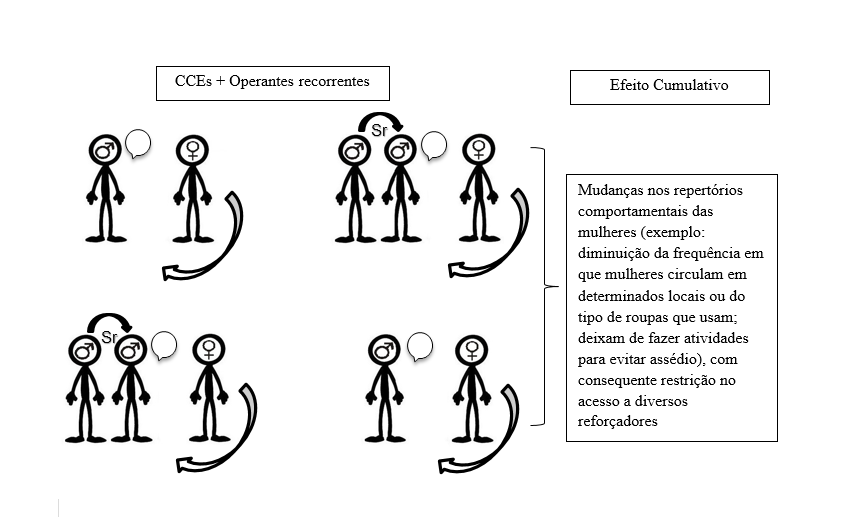 CCEs + Operantes recorrentes
Efeito Cumulativo
Sr
Sr
Mudanças nos repertórios
comportamentais das
mulheres (exemplo:
diminuição da frequência em
que mulheres circulam em
determinados locais ou do
tipo de roupas que usam;
deixam de fazer atividades
para evitar assédio), com
consequente restrição no
acesso a diversos
reforçadores